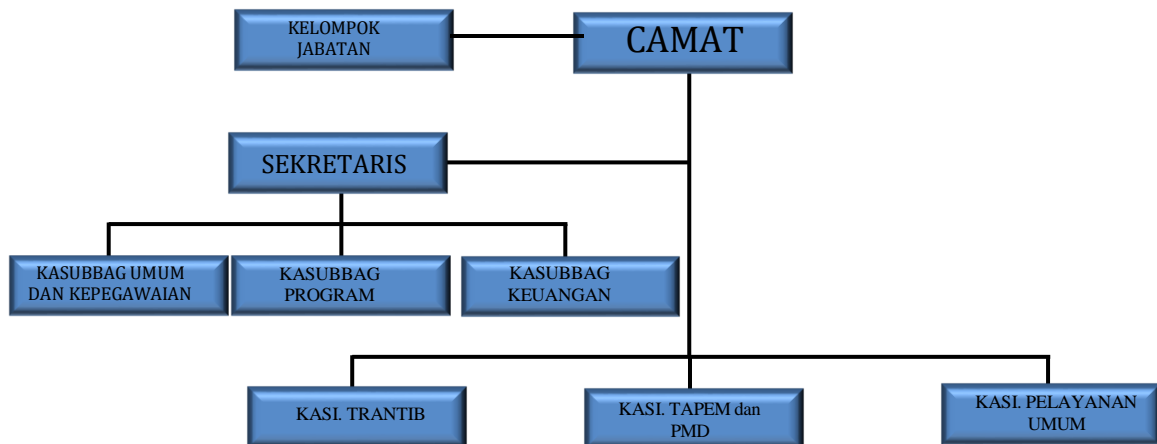 KELOMPOK
JABATAN
CAMAT
SEKRETARIS
KASUBBAG UMUM
DAN KEPEGAWAIAN
KASUBBAG
PROGRAM
KASUBBAG
KEUANGAN
KASI. TRANTIB
KASI. TAPEM dan
PMD
KASI. PELAYANAN
UMUM